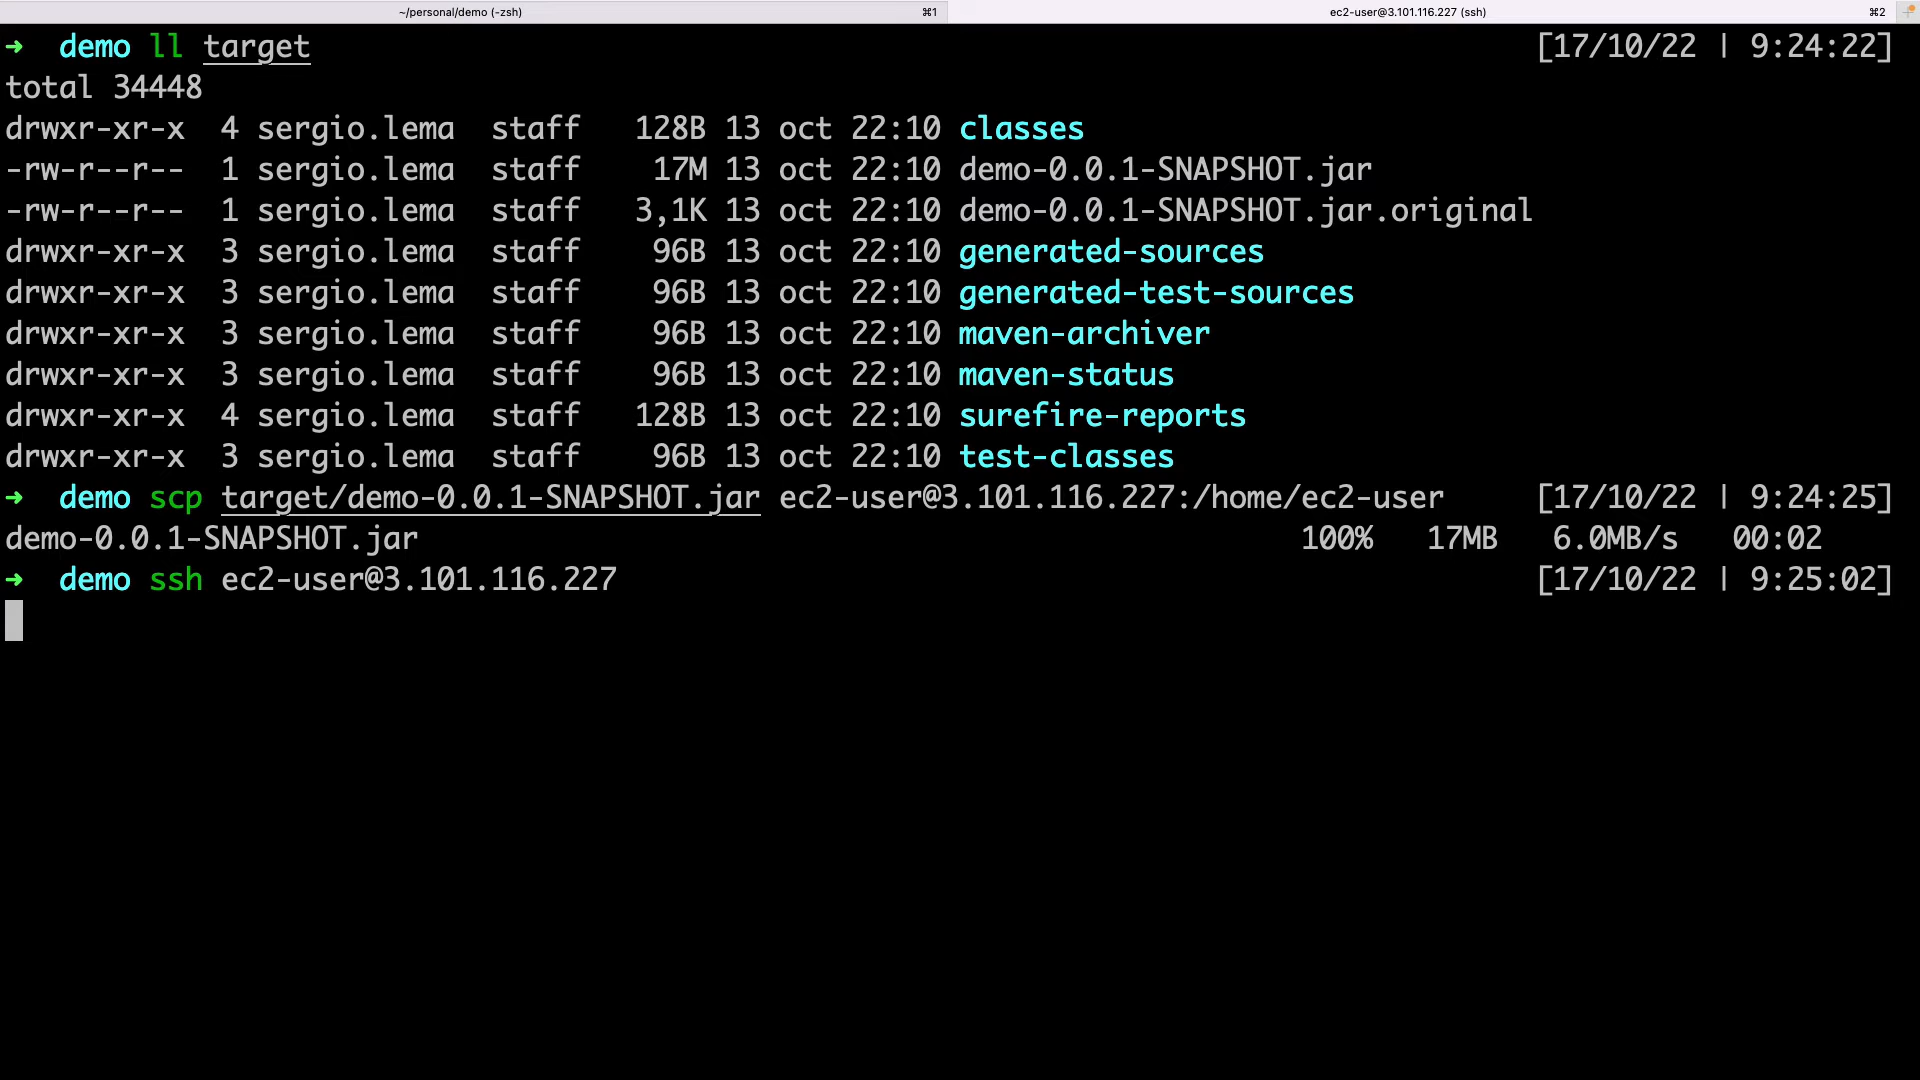 ~/personal/demo (-zsh) ⌘1 ec2-user@3.101.116.227 (ssh) ⌘2
➜ demo ll target [17/10/22 | 9:24:22]
total 34448
drwxr-xr-x 4 sergio.lema staff 128B 13 oct 22:10 classes
-rw-r--r-- 1 sergio.lema staff 17M 13 oct 22:10 demo-0.0.1-SNAPSHOT.jar
-rw-r--r-- 1 sergio.lema staff 3,1K 13 oct 22:10 demo-0.0.1-SNAPSHOT.jar.original
drwxr-xr-x 3 sergio.lema staff 96B 13 oct 22:10 generated-sources
drwxr-xr-x 3 sergio.lema staff 96B 13 oct 22:10 generated-test-sources
drwxr-xr-x 3 sergio.lema staff 96B 13 oct 22:10 maven-archiver
drwxr-xr-x 3 sergio.lema staff 96B 13 oct 22:10 maven-status
drwxr-xr-x 4 sergio.lema staff 128B 13 oct 22:10 surefire-reports
drwxr-xr-x 3 sergio.lema staff 96B 13 oct 22:10 test-classes
➜ demo scp target/demo-0.0.1-SNAPSHOT.jar ec2-user@3.101.116.227:/home/ec2-user [17/10/22 | 9:24:25]
demo-0.0.1-SNAPSHOT.jar 100% 17MB 6.0MB/s 00:02
➜ demo ssh ec2-user@3.101.116.227 [17/10/22 | 9:25:02]